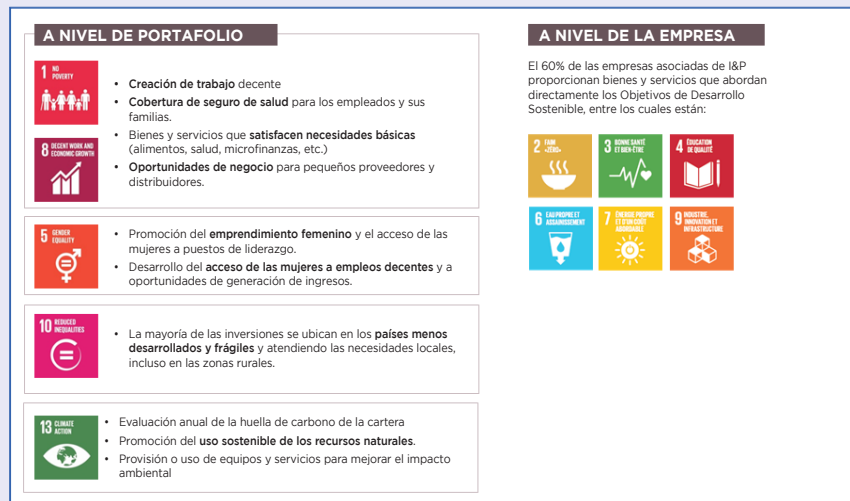 A NIVEL DE PORTAFOLIO
1 NO
POVERTY
8 DECENT WORK AND
ECONOMIC GROWTH
• Creación de trabajo decente
• Cobertura de seguro de salud para los empleados y sus
familias.
• Bienes y servicios que satisfacen necesidades básicas
(alimentos, salud, microfinanzas, etc.)
• Oportunidades de negocio para pequeños proveedores y
distribuidores.
5 GENDER
EQUALITY
• Promoción del emprendimiento femenino y el acceso de las
mujeres a puestos de liderazgo.
• Desarrollo del acceso de las mujeres a empleos decentes y a
oportunidades de generación de ingresos.
10 REDUCED
INEQUALITIES
• La mayoría de las inversiones se ubican en los países menos
desarrollados y frágiles y atendiendo las necesidades locales,
incluso en las zonas rurales.
13 CLIMATE
ACTION
• Evaluación anual de la huella de carbono de la cartera
• Promoción del uso sostenible de los recursos naturales.
• Provisión o uso de equipos y servicios para mejorar el impacto
ambiental
A NIVEL DE LA EMPRESA
El 60% de las empresas asociadas de I&P
proporcionan bienes y servicios que abordan
directamente los Objetivos de Desarrollo
Sostenible, entre los cuales están:
2 FAIM
«ZÉRO»
3 BONNE SANTÉ
ET BIEN-ÊTRE
4 ÉDUCATION
DE QUALITÉ
6 EAU PROPRE ET
ASSAINISSEMENT
7 ÉNERGIE PROPRE
ET D'UN COÛT
ABORDABLE
9 INDUSTRIE,
INNOVATION ET
INFRASTRUCTURE